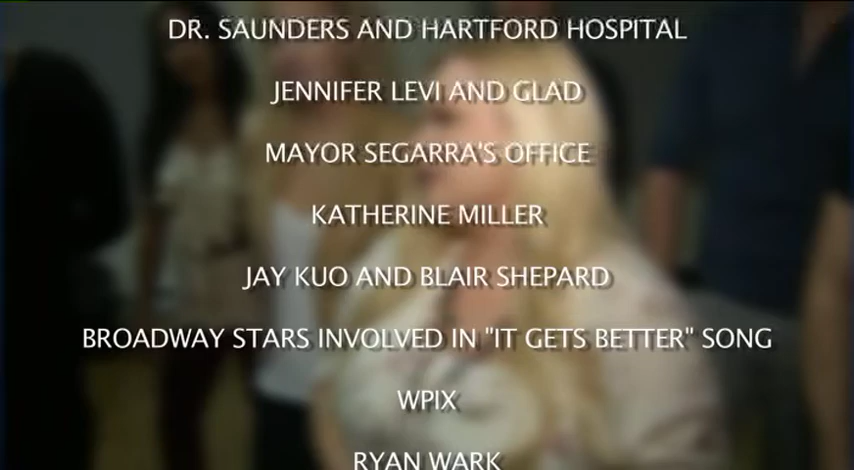 DR. SAUNDERS AND HARTFORD HOSPITAL
JENNIFER LEVI AND GLAD
MAYOR SEGARRA'S OFFICE
KATHERINE MILLER
JAY KUO AND BLAIR SHEPARD
BROADWAY STARS INVOLVED IN "IT GETS BETTER" SONG
WPIX
RYAN WARK